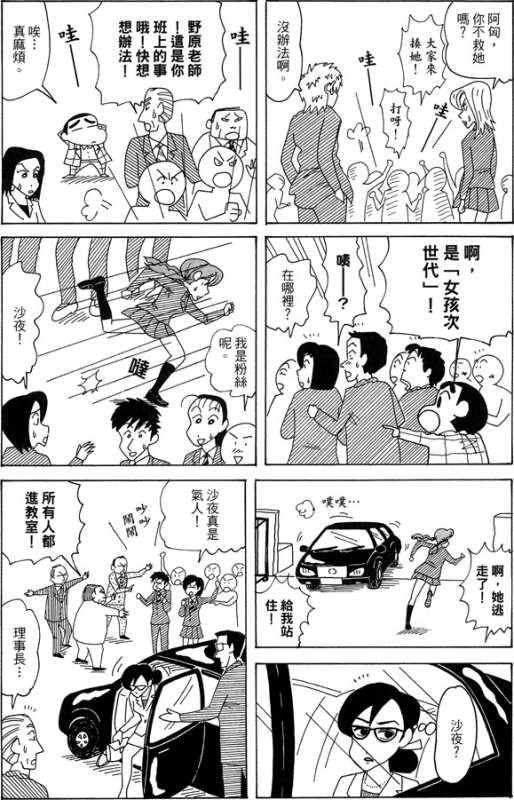 阿匈，
你不救她
嗎？
大家來
揍她！
打呀！
哇
哇
沒辦法啊。
哇
野原老師
！這是你
班上的事
哦！快想
想辦法！
哇
唉…
真麻煩。
啊，
是「女孩次
世代」！
咦——？
在哪裡？
我是粉絲
呢。
噠
沙夜！
啊，她逃
走了！
噗噗…
給我站
住！
沙夜？
沙夜真是
氣人！
吵吵
鬧鬧
所有人都
進教室！
理事長…